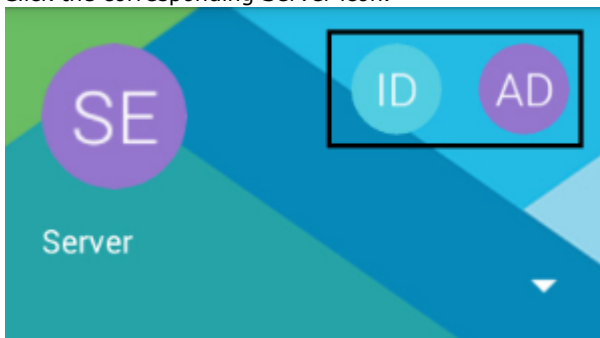 Click the corresponding Server icon.
SE ID AD
Server